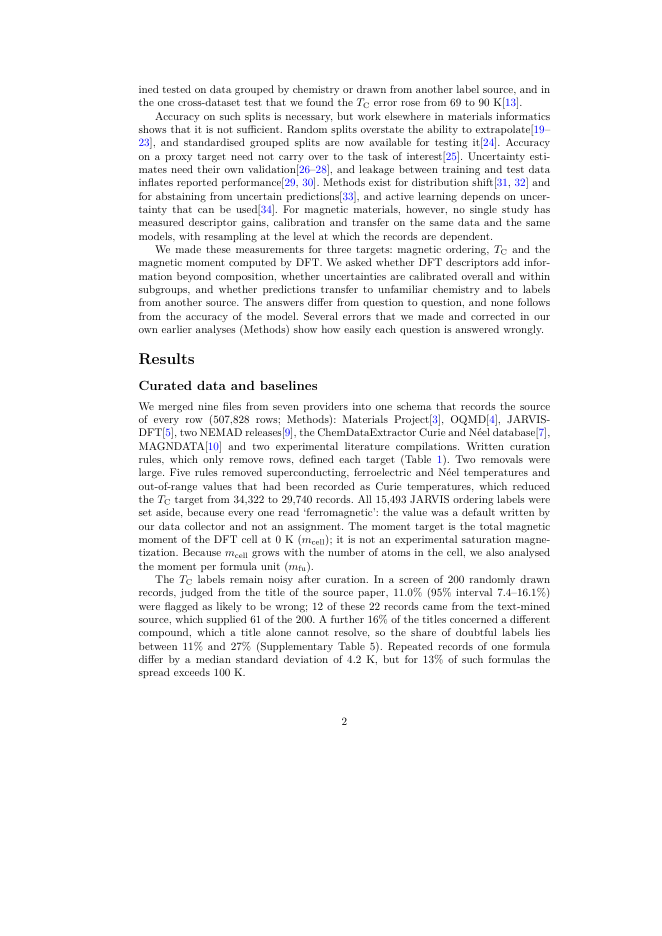 ined tested on data grouped by chemistry or drawn from another label source, and in
the one cross-dataset test that we found the TC error rose from 69 to 90 K[13].
Accuracy on such splits is necessary, but work elsewhere in materials informatics
shows that it is not sufficient. Random splits overstate the ability to extrapolate[19–
23], and standardised grouped splits are now available for testing it[24]. Accuracy
on a proxy target need not carry over to the task of interest[25]. Uncertainty esti-
mates need their own validation[26–28], and leakage between training and test data
inflates reported performance[29, 30]. Methods exist for distribution shift[31, 32] and
for abstaining from uncertain predictions[33], and active learning depends on uncer-
tainty that can be used[34]. For magnetic materials, however, no single study has
measured descriptor gains, calibration and transfer on the same data and the same
models, with resampling at the level at which the records are dependent.
We made these measurements for three targets: magnetic ordering, TC and the
magnetic moment computed by DFT. We asked whether DFT descriptors add infor-
mation beyond composition, whether uncertainties are calibrated overall and within
subgroups, and whether predictions transfer to unfamiliar chemistry and to labels
from another source. The answers differ from question to question, and none follows
from the accuracy of the model. Several errors that we made and corrected in our
own earlier analyses (Methods) show how easily each question is answered wrongly.
Results
Curated data and baselines
We merged nine files from seven providers into one schema that records the source
of every row (507,828 rows; Methods): Materials Project[3], OQMD[4], JARVIS-
DFT[5], two NEMAD releases[9], the ChemDataExtractor Curie and Néel database[7],
MAGNDATA[10] and two experimental literature compilations. Written curation
rules, which only remove rows, defined each target (Table 1). Two removals were
large. Five rules removed superconducting, ferroelectric and Néel temperatures and
out-of-range values that had been recorded as Curie temperatures, which reduced
the TC target from 34,322 to 29,740 records. All 15,493 JARVIS ordering labels were
set aside, because every one read ‘ferromagnetic’: the value was a default written by
our data collector and not an assignment. The moment target is the total magnetic
moment of the DFT cell at 0 K (mcell); it is not an experimental saturation magne-
tization. Because mcell grows with the number of atoms in the cell, we also analysed
the moment per formula unit (mfu).
The TC labels remain noisy after curation. In a screen of 200 randomly drawn
records, judged from the title of the source paper, 11.0% (95% interval 7.4–16.1%)
were flagged as likely to be wrong; 12 of these 22 records came from the text-mined
source, which supplied 61 of the 200. A further 16% of the titles concerned a different
compound, which a title alone cannot resolve, so the share of doubtful labels lies
between 11% and 27% (Supplementary Table 5). Repeated records of one formula
differ by a median standard deviation of 4.2 K, but for 13% of such formulas the
spread exceeds 100 K.
2